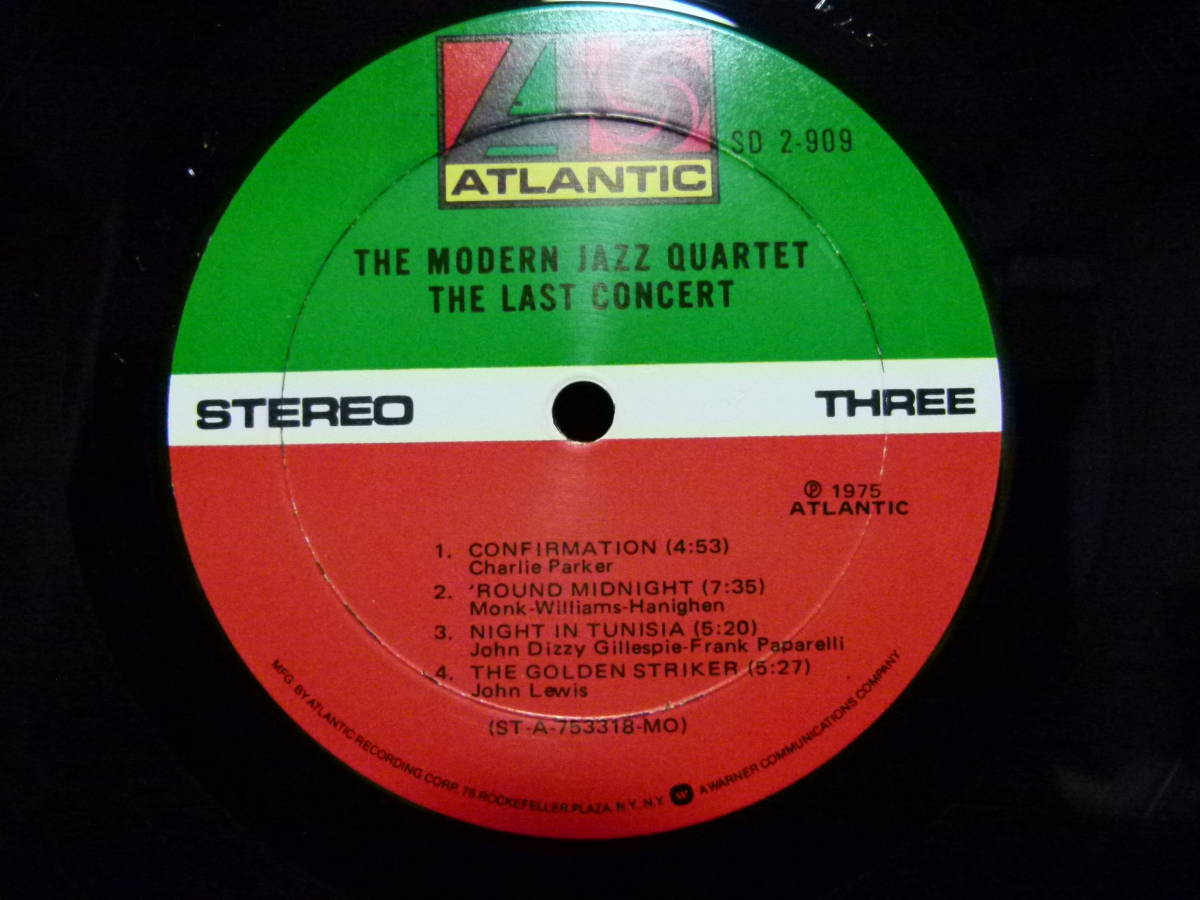 SD 2-909
ATLANTIC
THE MODERN JAZZ QUARTET
THE LAST CONCERT
STEREO
THREE
℗ 1975
ATLANTIC
1. CONFIRMATION (4:53)
Charlie Parker
2. 'ROUND MIDNIGHT (7:35)
Monk-Williams-Hanighen
3. NIGHT IN TUNISIA (5:20)
John Dizzy Gillespie-Frank Paparelli
4. THE GOLDEN STRIKER (5:27)
John Lewis
(ST-A-753318-MO)
MFG. BY ATLANTIC RECORDING CORP. 75 ROCKEFELLER PLAZA, N.Y., N.Y. W A WARNER COMMUNICATIONS COMPANY